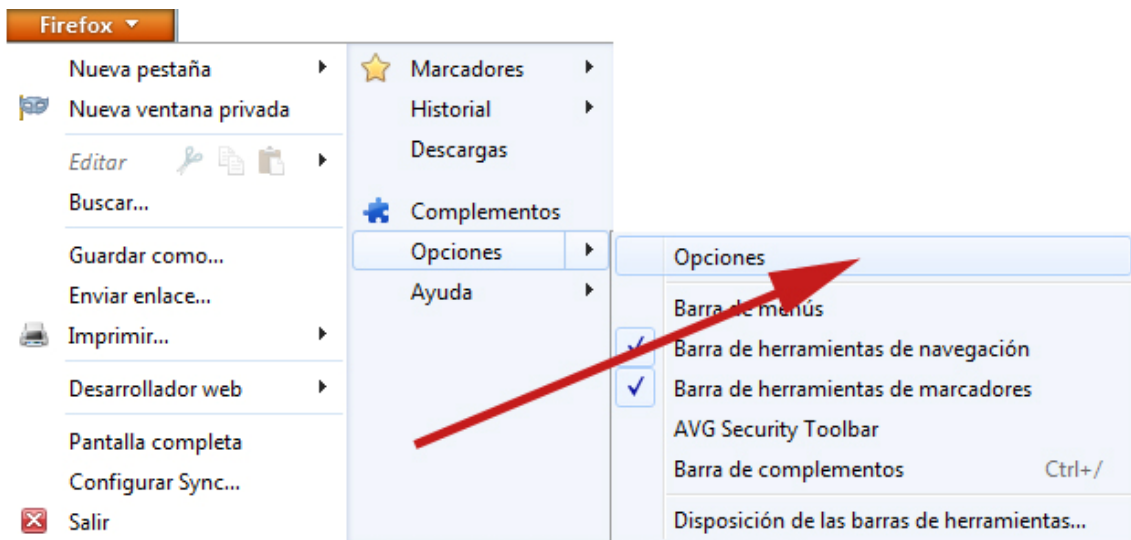 Firefox
Nueva pestaña
Nueva ventana privada
Editar
Buscar...
Guardar como...
Enviar enlace...
Imprimir...
Desarrollador web
Pantalla completa
Configurar Sync...
Salir
Marcadores
Historial
Descargas
Complementos
Opciones
Ayuda
Opciones
Barra de menús
Barra de herramientas de navegación
Barra de herramientas de marcadores
AVG Security Toolbar
Barra de complementos Ctrl+/
Disposición de las barras de herramientas...